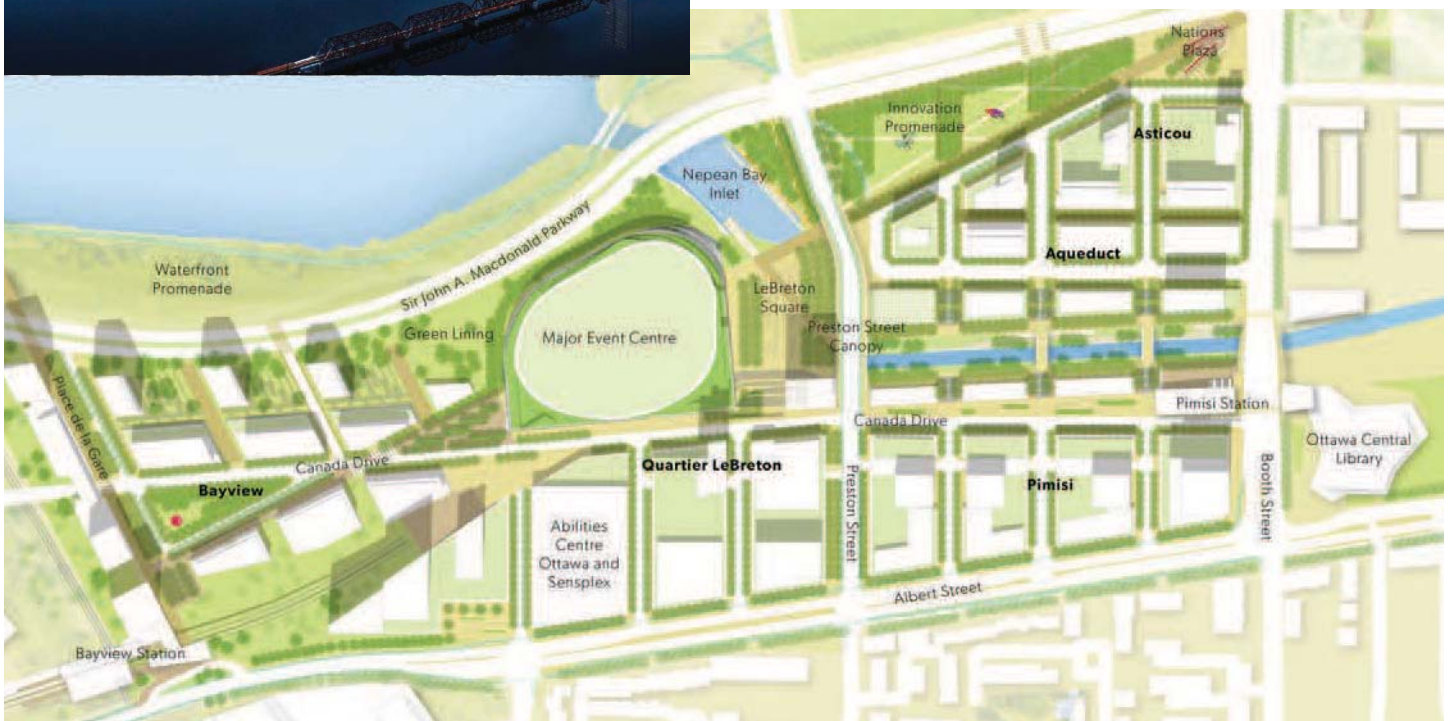 Nations
Plaza
Innovation
Promenade
Asticou
Nepean Bay
Inlet
Sir John A. Macdonald Parkway
Aqueduct
Waterfront
Promenade
LeBreton
Square
Green Lining
Major Event Centre
Preston Street
Canopy
Place de la Gare
Pimisi Station
Canada Drive
Ottawa Central
Library
Canada Drive
Quartier LeBreton
Bayview
Pimisi
Preston Street
Booth Street
Abilities
Centre
Ottawa and
Sensplex
Albert Street
Bayview Station